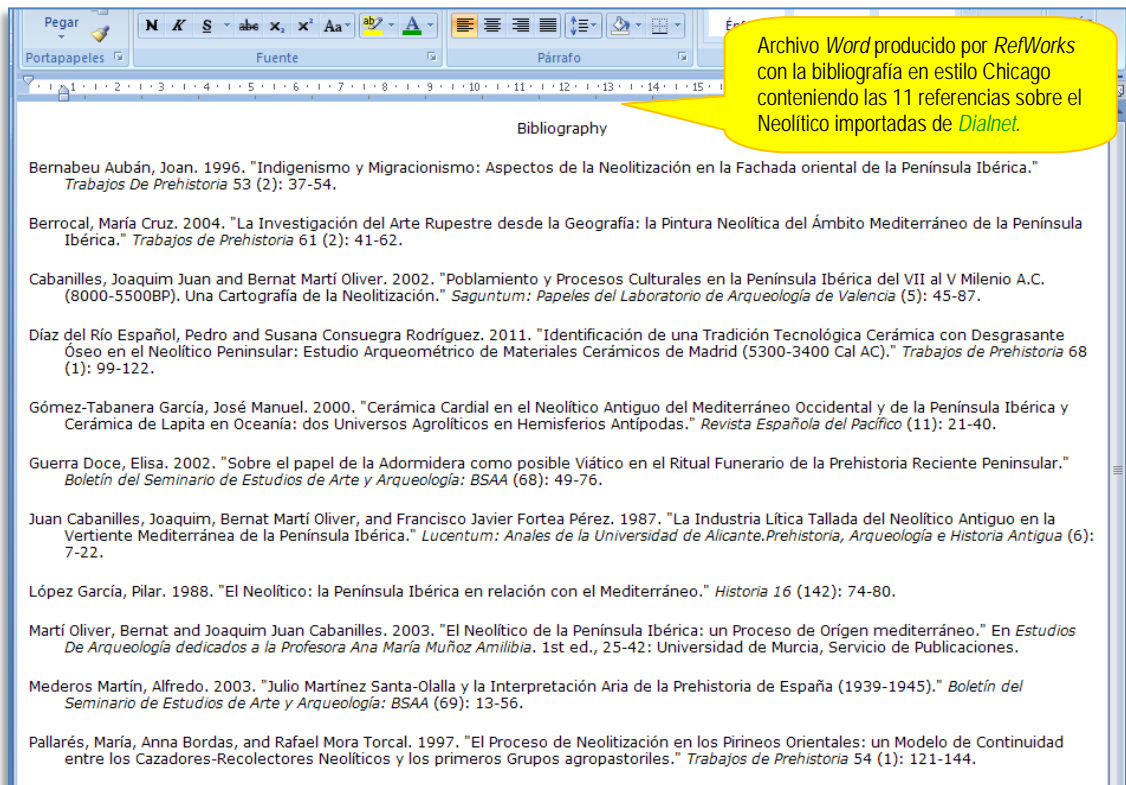 Pegar
N K S abc x₂ x² Aa ab A
Portapapeles Fuente Párrafo
1 2 3 4 5 6 7 8 9 10 11 12 13 14 15
Archivo Word producido por RefWorks
con la bibliografía en estilo Chicago
conteniendo las 11 referencias sobre el
Neolítico importadas de Dialnet.
Bibliography
Bernabeu Aubán, Joan. 1996. "Indigenismo y Migracionismo: Aspectos de la Neolitización en la Fachada oriental de la Península Ibérica."
Trabajos De Prehistoria 53 (2): 37-54.
Berrocal, María Cruz. 2004. "La Investigación del Arte Rupestre desde la Geografía: la Pintura Neolítica del Ámbito Mediterráneo de la Península
Ibérica." Trabajos de Prehistoria 61 (2): 41-62.
Cabanilles, Joaquim Juan and Bernat Martí Oliver. 2002. "Poblamiento y Procesos Culturales en la Península Ibérica del VII al V Milenio A.C.
(8000-5500BP). Una Cartografía de la Neolitización." Saguntum: Papeles del Laboratorio de Arqueología de Valencia (5): 45-87.
Díaz del Río Español, Pedro and Susana Consuegra Rodríguez. 2011. "Identificación de una Tradición Tecnológica Cerámica con Desgrasante
Óseo en el Neolítico Peninsular: Estudio Arqueométrico de Materiales Cerámicos de Madrid (5300-3400 Cal AC)." Trabajos de Prehistoria 68
(1): 99-122.
Gómez-Tabanera García, José Manuel. 2000. "Cerámica Cardial en el Neolítico Antiguo del Mediterráneo Occidental y de la Península Ibérica y
Cerámica de Lapita en Oceanía: dos Universos Agrolíticos en Hemisferios Antípodas." Revista Española del Pacífico (11): 21-40.
Guerra Doce, Elisa. 2002. "Sobre el papel de la Adormidera como posible Viático en el Ritual Funerario de la Prehistoria Reciente Peninsular."
Boletín del Seminario de Estudios de Arte y Arqueología: BSAA (68): 49-76.
Juan Cabanilles, Joaquim, Bernat Martí Oliver, and Francisco Javier Fortea Pérez. 1987. "La Industria Lítica Tallada del Neolítico Antiguo en la
Vertiente Mediterránea de la Península Ibérica." Lucentum: Anales de la Universidad de Alicante.Prehistoria, Arqueología e Historia Antigua (6):
7-22.
López García, Pilar. 1988. "El Neolítico: la Península Ibérica en relación con el Mediterráneo." Historia 16 (142): 74-80.
Martí Oliver, Bernat and Joaquim Juan Cabanilles. 2003. "El Neolítico de la Península Ibérica: un Proceso de Orígen mediterráneo." En Estudios
De Arqueología dedicados a la Profesora Ana María Muñoz Amilibia. 1st ed., 25-42: Universidad de Murcia, Servicio de Publicaciones.
Mederos Martín, Alfredo. 2003. "Julio Martínez Santa-Olalla y la Interpretación Aria de la Prehistoria de España (1939-1945)." Boletín del
Seminario de Estudios de Arte y Arqueología: BSAA (69): 13-56.
Pallarés, María, Anna Bordas, and Rafael Mora Torcal. 1997. "El Proceso de Neolitización en los Pirineos Orientales: un Modelo de Continuidad
entre los Cazadores-Recolectores Neolíticos y los primeros Grupos agropastoriles." Trabajos de Prehistoria 54 (1): 121-144.